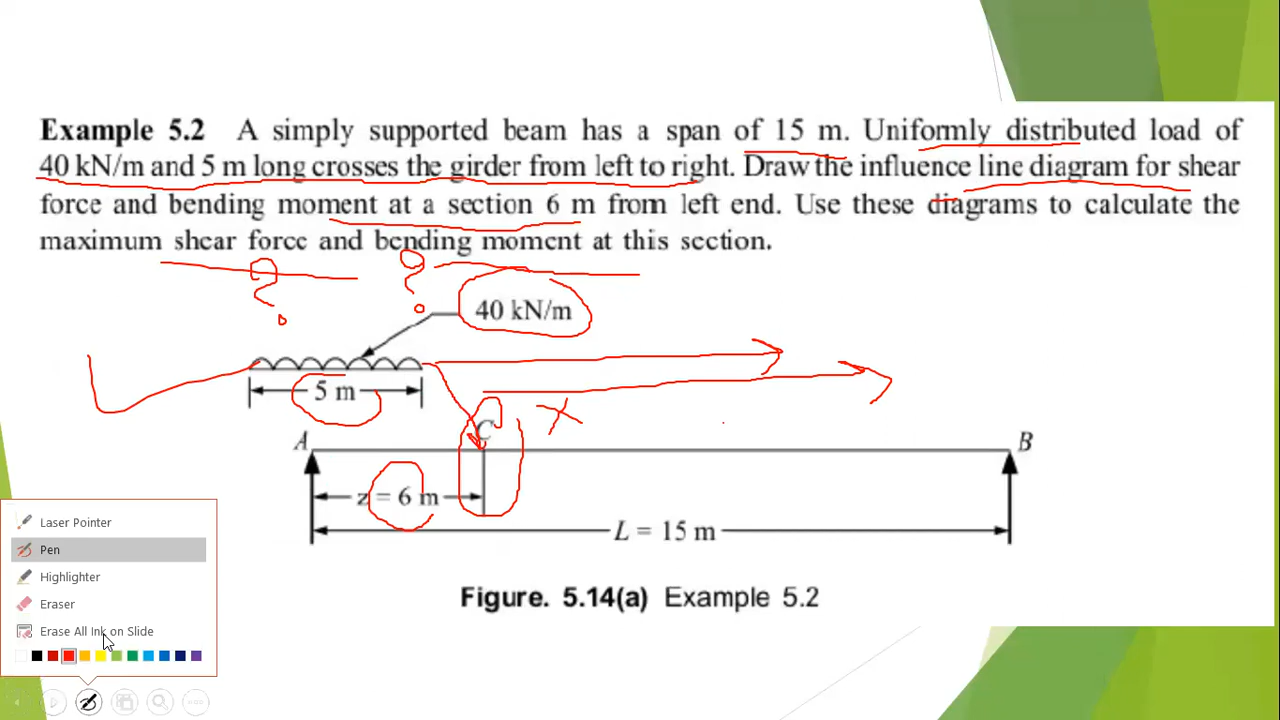 Example 5.2 A simply supported beam has a span of 15 m. Uniformly distributed load of
40 kN/m and 5 m long crosses the girder from left to right. Draw the influence line diagram for shear
force and bending moment at a section 6 m from left end. Use these diagrams to calculate the
maximum shear force and bending moment at this section.
? ?
40 kN/m
5 m
X
A C B
z = 6 m
L = 15 m
Figure. 5.14(a) Example 5.2
Laser Pointer
Pen
Highlighter
Eraser
Erase All Ink on Slide